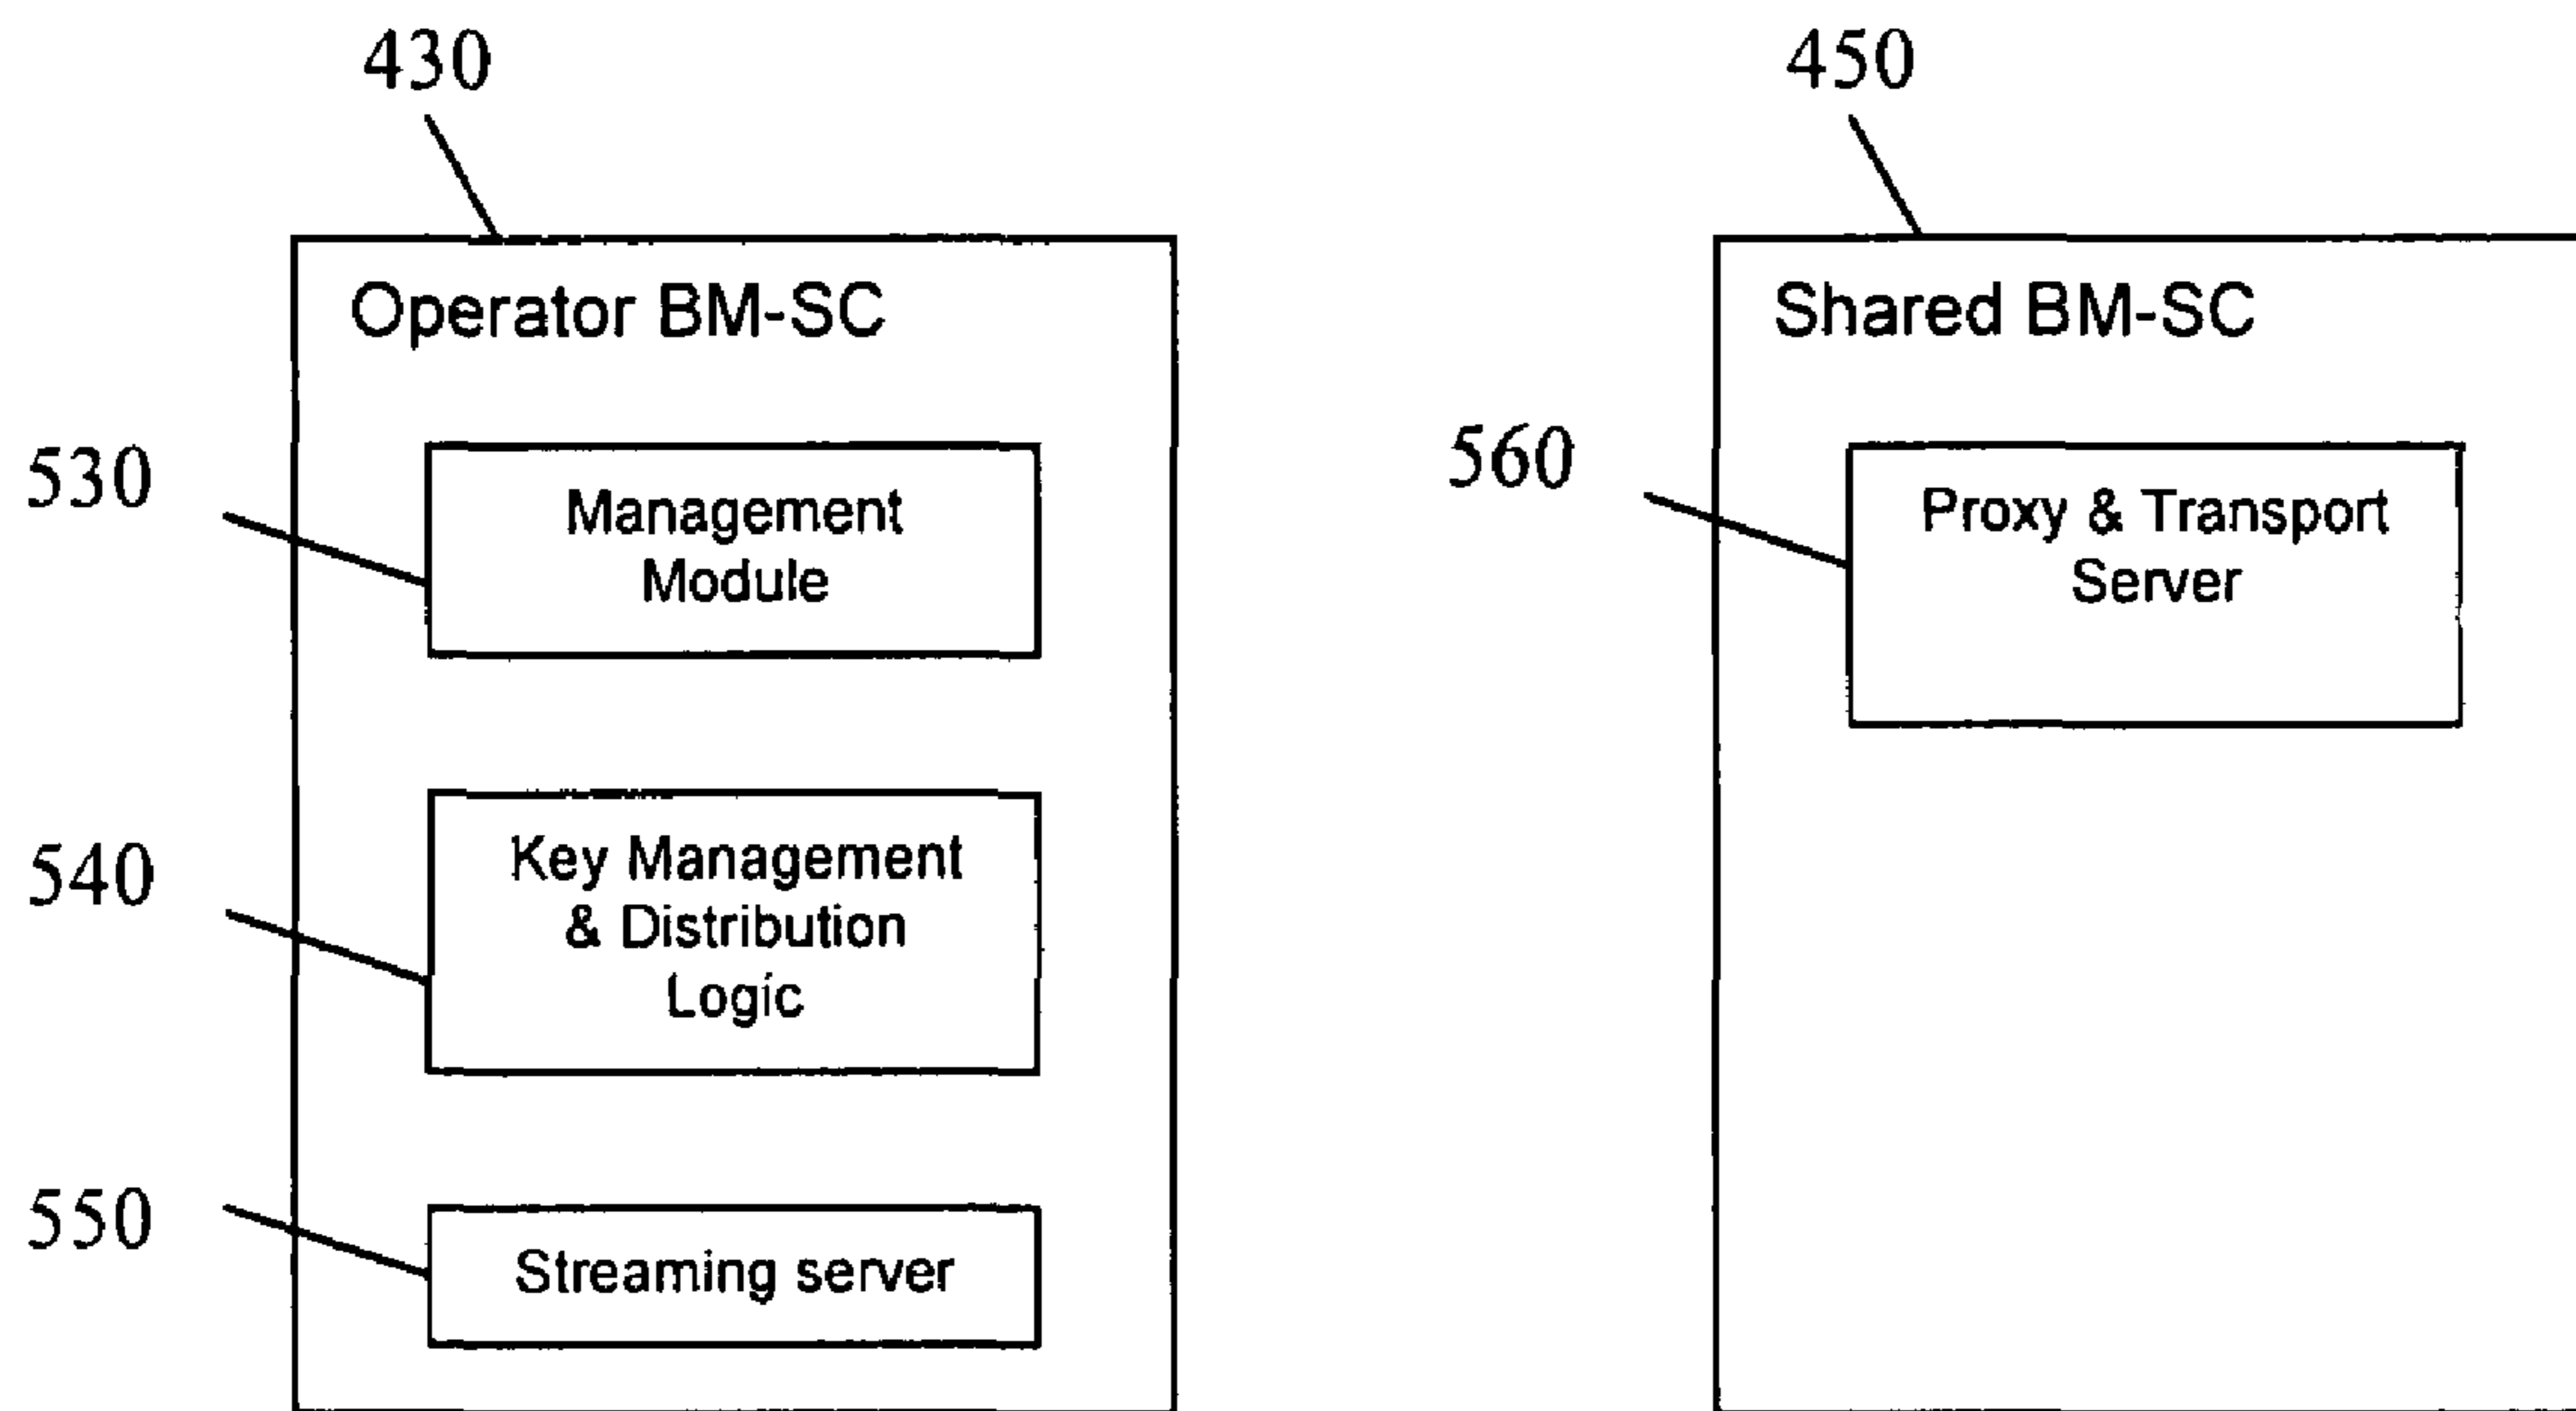 430
450
Operator BM-SC
Shared BM-SC
530
Management
Module
560
Proxy & Transport
Server
540
Key Management
& Distribution
Logic
550
Streaming server